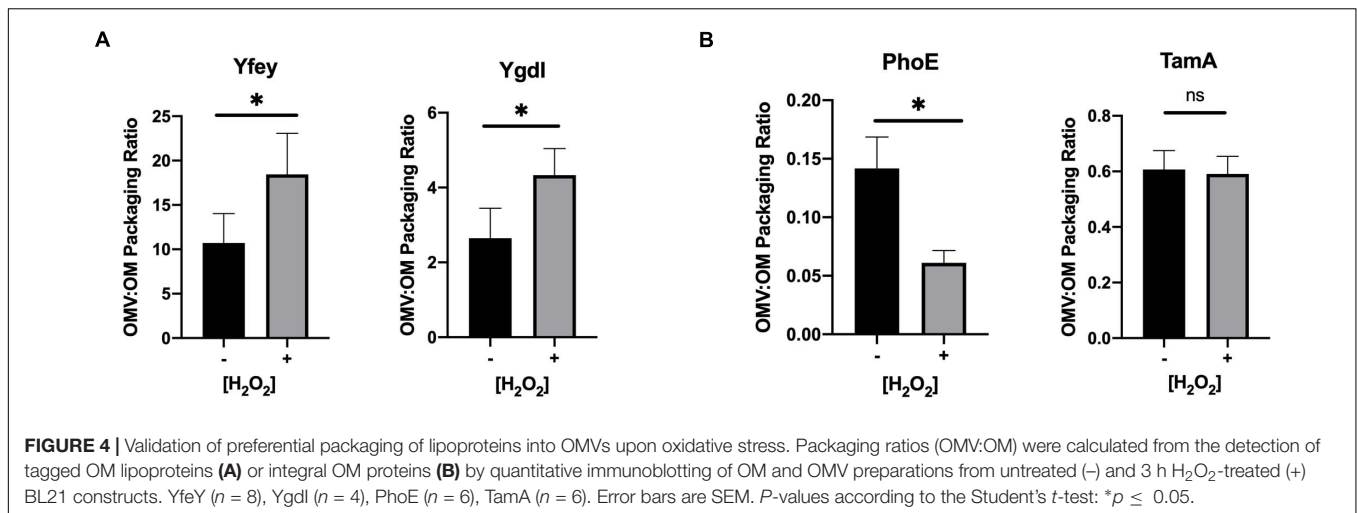 A
B
Yfey
YgdI
PhoE
TamA
*
*
*
ns
OMV:OM Packaging Ratio
25
20
15
10
5
0
-
+
[H₂O₂]
OMV:OM Packaging Ratio
6
4
2
0
-
+
[H₂O₂]
OMV:OM Packaging Ratio
0.20
0.15
0.10
0.05
0.00
-
+
[H₂O₂]
OMV:OM Packaging Ratio
0.8
0.6
0.4
0.2
0.0
-
+
[H₂O₂]
FIGURE 4 | Validation of preferential packaging of lipoproteins into OMVs upon oxidative stress. Packaging ratios (OMV:OM) were calculated from the detection of
tagged OM lipoproteins (A) or integral OM proteins (B) by quantitative immunoblotting of OM and OMV preparations from untreated (–) and 3 h H₂O₂-treated (+)
BL21 constructs. YfeY (n = 8), YgdI (n = 4), PhoE (n = 6), TamA (n = 6). Error bars are SEM. P-values according to the Student's t-test: *p ≤ 0.05.